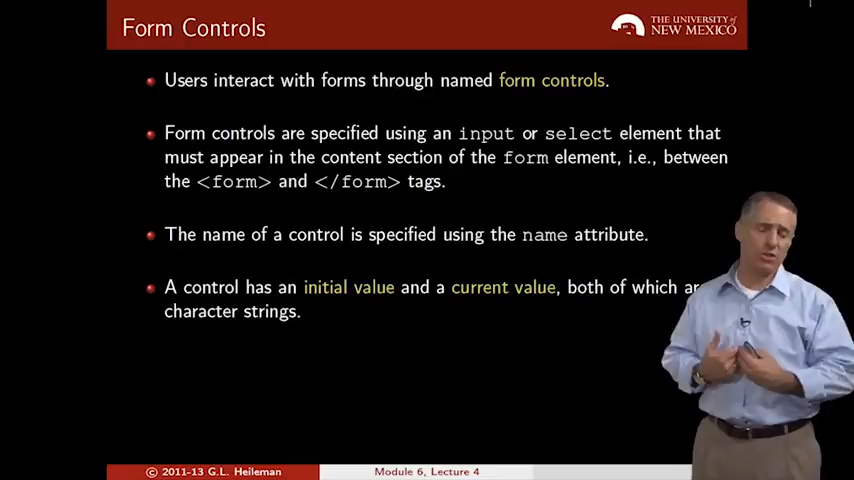 Form Controls
THE UNIVERSITY of
NEW MEXICO
Users interact with forms through named form controls.
Form controls are specified using an input or select element that
must appear in the content section of the form element, i.e., between
the <form> and </form> tags.
The name of a control is specified using the name attribute.
A control has an initial value and a current value, both of which
character strings.
© 2011-13 G.L. Heileman
Module 6, Lecture 4